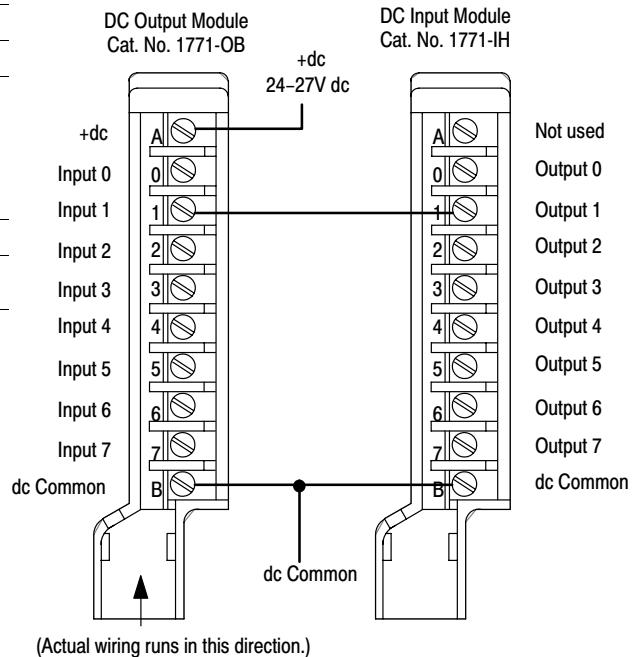 DC Output Module
Cat. No. 1771-OB
DC Input Module
Cat. No. 1771-IH
+dc
24–27V dc
+dc A
Input 0 0
Input 1 1
Input 2 2
Input 3 3
Input 4 4
Input 5 5
Input 6 6
Input 7 7
dc Common B
A Not used
0 Output 0
1 Output 1
2 Output 2
3 Output 3
4 Output 4
5 Output 5
6 Output 6
7 Output 7
B dc Common
dc Common
(Actual wiring runs in this direction.)